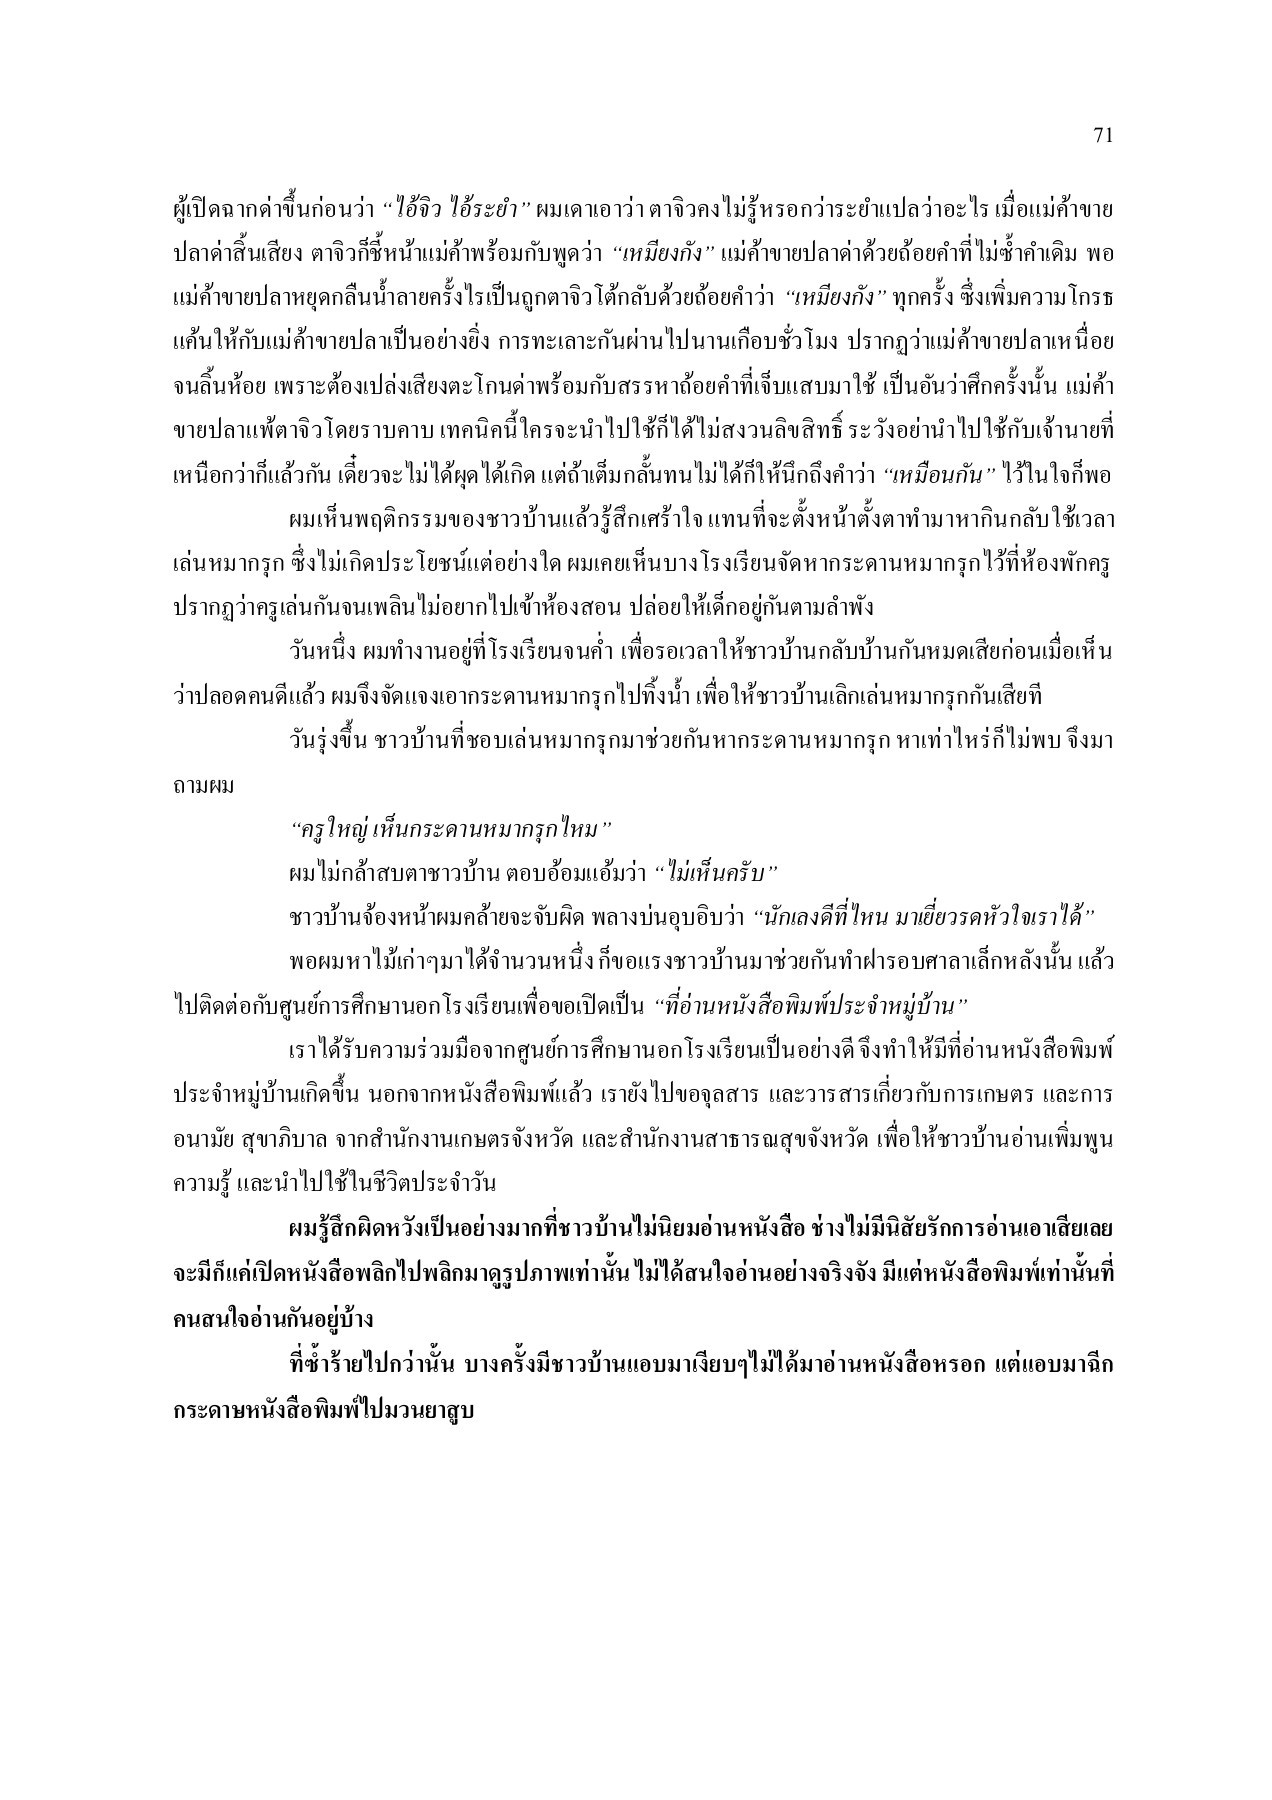 71
ผู้เปิดฉากด่าขึ้นก่อนว่า “ไอ้จิว ไอ้ระยำ” ผมเดาเอาว่า ตาจิวคงไม่รู้หรอกว่าระยำแปลว่าอะไร เมื่อแม่ค้าขาย
ปลาด่าสิ้นเสียง ตาจิวก็ชี้หน้าแม่ค้าพร้อมกับพูดว่า “เหมียงกัง” แม่ค้าขายปลาด่าด้วยถ้อยคำที่ไม่ซ้ำคำเดิม พอ
แม่ค้าขายปลาหยุดกลืนน้ำลายครั้งไรเป็นถูกตาจิวโต้กลับด้วยถ้อยคำว่า “เหมียงกัง” ทุกครั้ง ซึ่งเพิ่มความโกรธ
แค้นให้กับแม่ค้าขายปลาเป็นอย่างยิ่ง การทะเลาะกันผ่านไปนานเกือบชั่วโมง ปรากฏว่าแม่ค้าขายปลาเหนื่อย
จนลิ้นห้อย เพราะต้องเปล่งเสียงตะโกนด่าพร้อมกับสรรหาถ้อยคำที่เจ็บแสบมาใช้ เป็นอันว่าศึกครั้งนั้น แม่ค้า
ขายปลาแพ้ตาจิวโดยราบคาบ เทคนิคนี้ใครจะนำไปใช้ก็ได้ไม่สงวนลิขสิทธิ์ ระวังอย่านำไปใช้กับเจ้านายที่
เหนือกว่าก็แล้วกัน เดี๋ยวจะไม่ได้ผุดได้เกิด แต่ถ้าเต็มกลั้นทนไม่ได้ก็ให้นึกถึงคำว่า “เหมือนกัน” ไว้ในใจก็พอ
ผมเห็นพฤติกรรมของชาวบ้านแล้วรู้สึกเศร้าใจ แทนที่จะตั้งหน้าตั้งตาทำมาหากินกลับใช้เวลา
เล่นหมากรุก ซึ่งไม่เกิดประโยชน์แต่อย่างใด ผมเคยเห็นบางโรงเรียนจัดหากระดานหมากรุกไว้ที่ห้องพักครู
ปรากฏว่าครูเล่นกันจนเพลินไม่อยากไปเข้าห้องสอน ปล่อยให้เด็กอยู่กันตามลำพัง
วันหนึ่ง ผมทำงานอยู่ที่โรงเรียนจนค่ำ เพื่อรอเวลาให้ชาวบ้านกลับบ้านกันหมดเสียก่อนเมื่อเห็น
ว่าปลอดคนดีแล้ว ผมจึงจัดแจงเอากระดานหมากรุกไปทิ้งน้ำ เพื่อให้ชาวบ้านเลิกเล่นหมากรุกกันเสียที
วันรุ่งขึ้น ชาวบ้านที่ชอบเล่นหมากรุกมาช่วยกันหากระดานหมากรุก หาเท่าไหร่ก็ไม่พบ จึงมา
ถามผม
“ครูใหญ่ เห็นกระดานหมากรุกไหม”
ผมไม่กล้าสบตาชาวบ้าน ตอบอ้อมแอ้มว่า “ไม่เห็นครับ”
ชาวบ้านจ้องหน้าผมคล้ายจะจับผิด พลางบ่นอุบอิบว่า “นักเลงดีที่ไหน มาเยี่ยวรดหัวใจเราได้”
พอผมหาไม้เก่าๆมาได้จำนวนหนึ่ง ก็ขอแรงชาวบ้านมาช่วยกันทำฝารอบศาลาเล็กหลังนั้น แล้ว
ไปติดต่อกับศูนย์การศึกษานอกโรงเรียนเพื่อขอเปิดเป็น “ที่อ่านหนังสือพิมพ์ประจำหมู่บ้าน”
เราได้รับความร่วมมือจากศูนย์การศึกษานอกโรงเรียนเป็นอย่างดี จึงทำให้มีที่อ่านหนังสือพิมพ์
ประจำหมู่บ้านเกิดขึ้น นอกจากหนังสือพิมพ์แล้ว เรายังไปขอจุลสาร และวารสารเกี่ยวกับการเกษตร และการ
อนามัย สุขาภิบาล จากสำนักงานเกษตรจังหวัด และสำนักงานสาธารณสุขจังหวัด เพื่อให้ชาวบ้านอ่านเพิ่มพูน
ความรู้ และนำไปใช้ในชีวิตประจำวัน
ผมรู้สึกผิดหวังเป็นอย่างมากที่ชาวบ้านไม่นิยมอ่านหนังสือ ช่างไม่มีนิสัยรักการอ่านเอาเสียเลย
จะมีก็แค่เปิดหนังสือพลิกไปพลิกมาดูรูปภาพเท่านั้น ไม่ได้สนใจอ่านอย่างจริงจัง มีแต่หนังสือพิมพ์เท่านั้นที่
คนสนใจอ่านกันอยู่บ้าง
ที่ซ้ำร้ายไปกว่านั้น บางครั้งมีชาวบ้านแอบมาเงียบๆไม่ได้มาอ่านหนังสือหรอก แต่แอบมาฉีก
กระดาษหนังสือพิมพ์ไปมวนยาสูบ